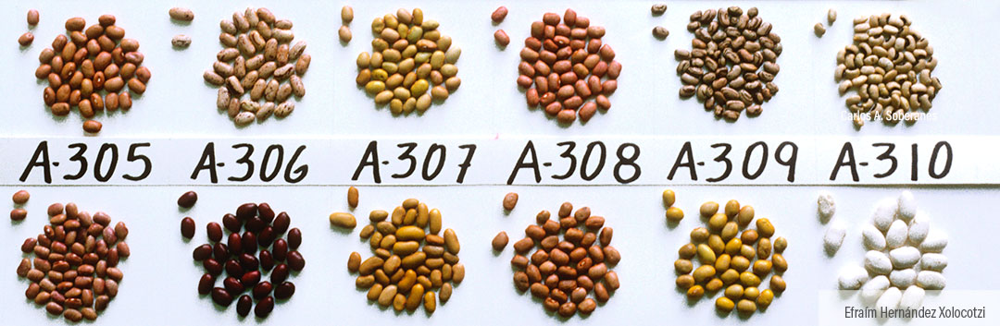 Carlos A. Soberanes
A-305 A-306 A-307 A-308 A-309 A-310
Efraím Hernández Xolocotzi